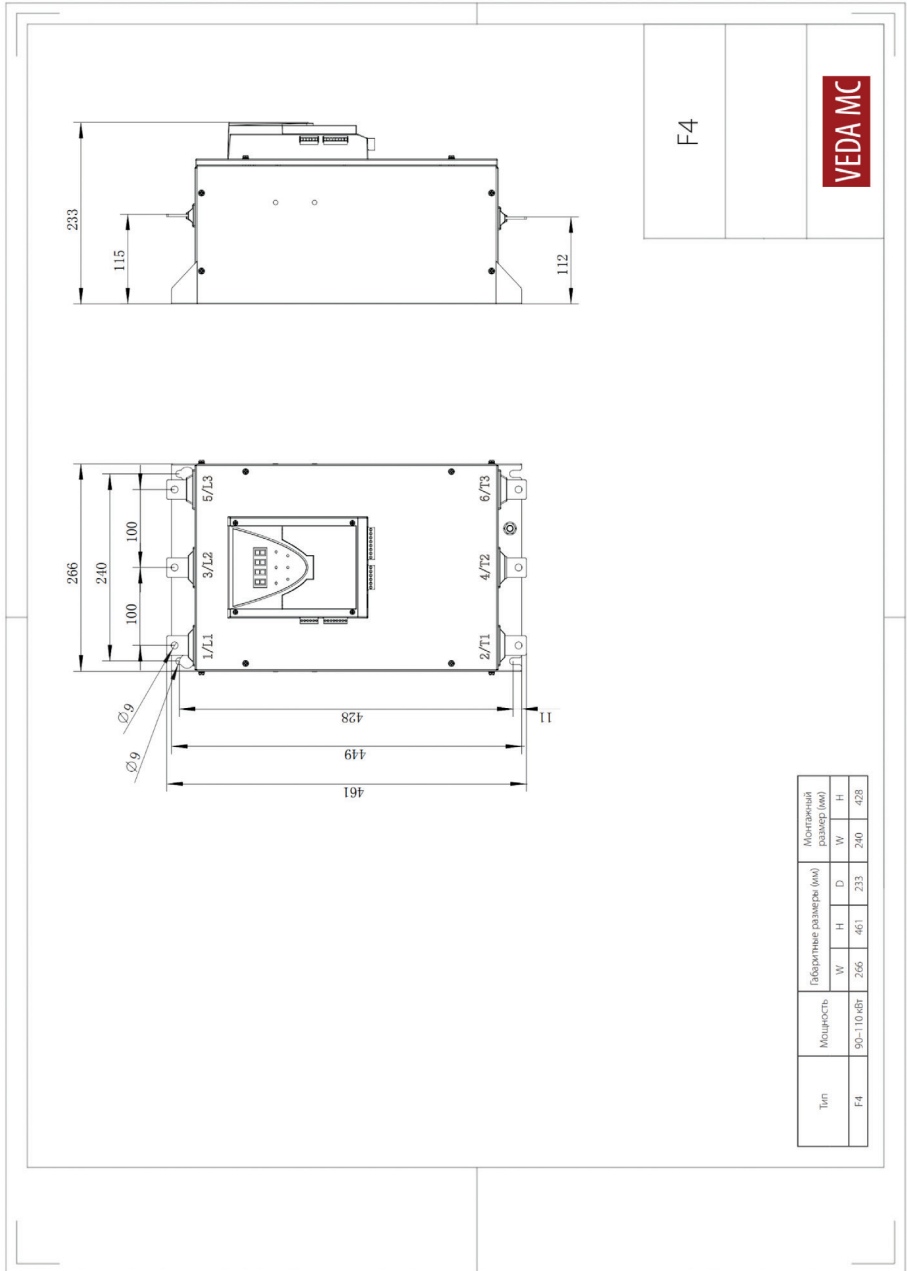 F4
VEDA MC
233
115
112
266
240
100
100
5/L3
3/L2
1/L1
6/T3
4/T2
2/T1
Ø9
Ø9
428
11
449
461
Тип
Мощность
Габаритные размеры (мм)
Монтажный размер (мм)
W
H
D
W
H
F4
90–110 кВт
266
461
233
240
428